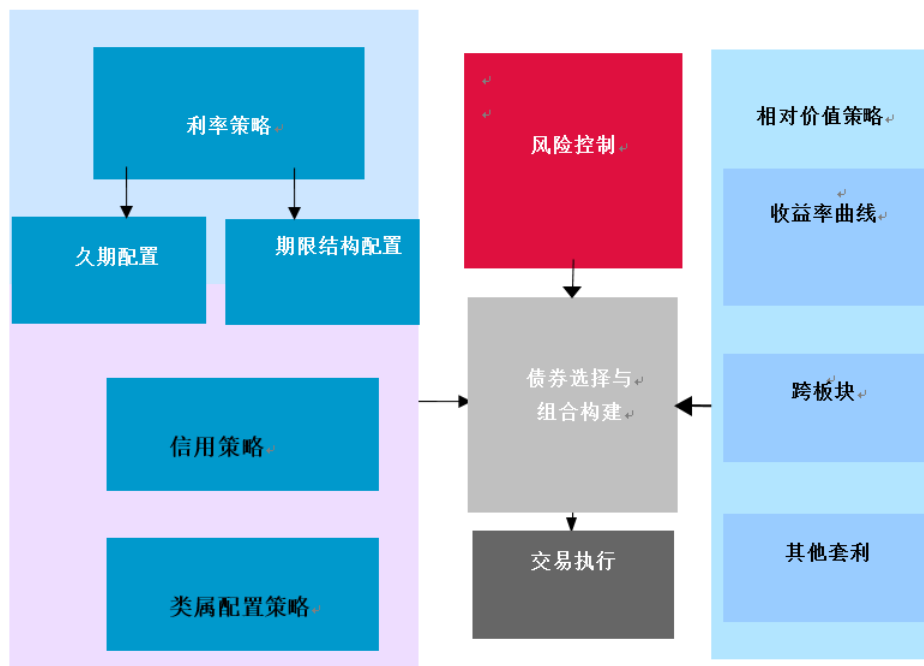 利率策略
久期配置
期限结构配置
信用策略
类属配置策略
风险控制
债券选择与
组合构建
交易执行
相对价值策略
收益率曲线
跨板块
其他套利